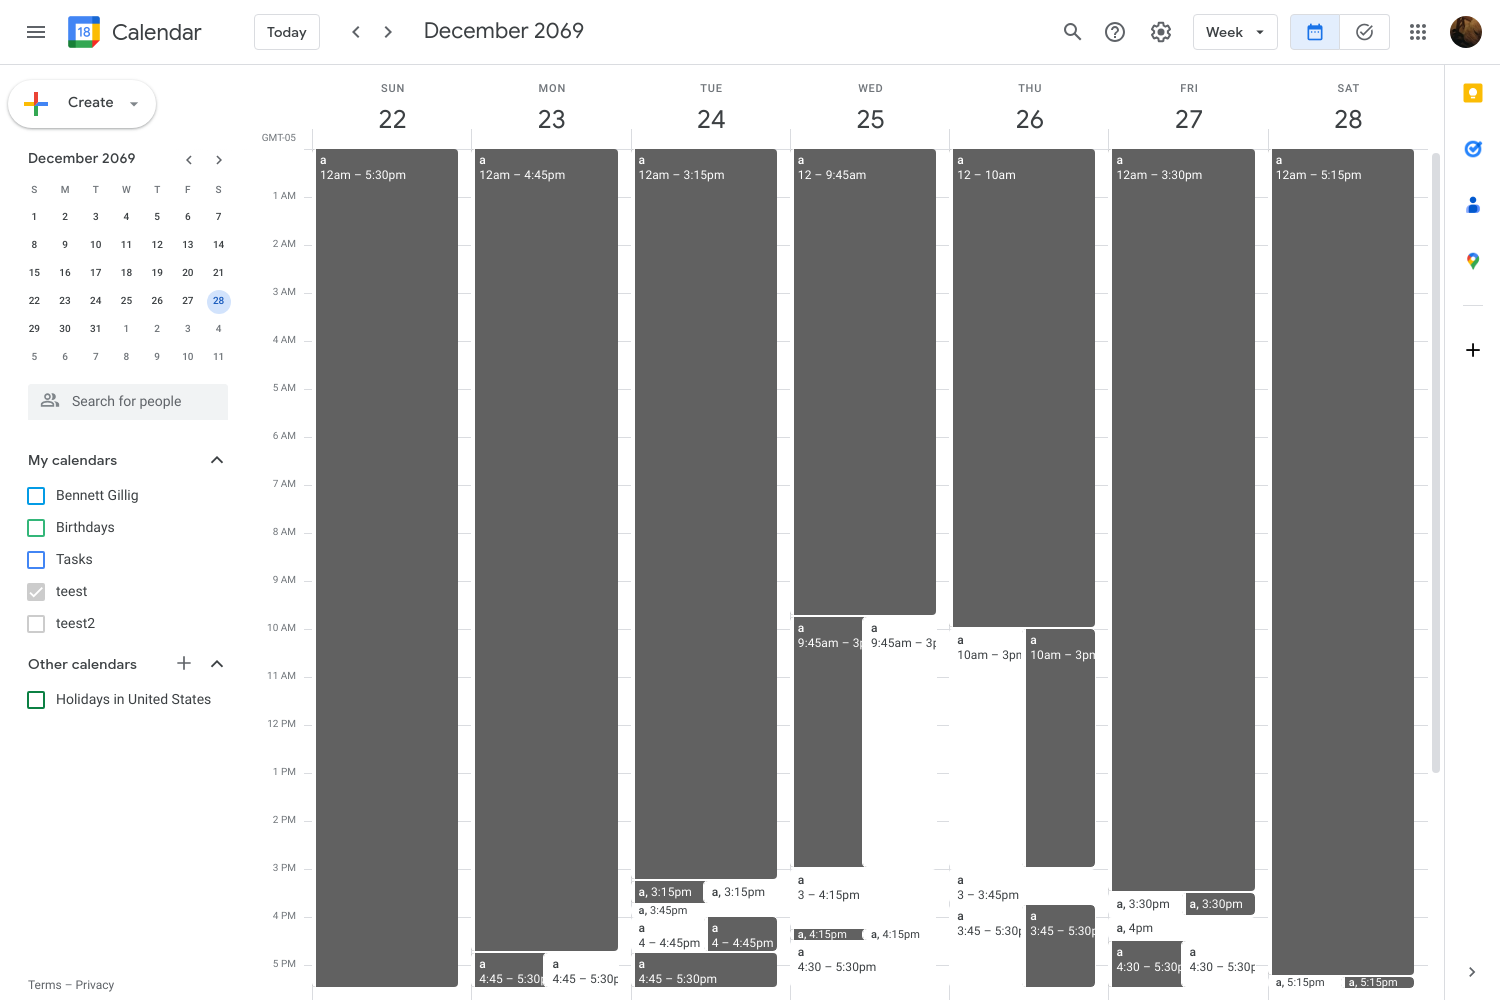 18 Calendar Today December 2069 Week
Create
December 2069
S M T W T F S
1 2 3 4 5 6 7
8 9 10 11 12 13 14
15 16 17 18 19 20 21
22 23 24 25 26 27 28
29 30 31 1 2 3 4
5 6 7 8 9 10 11
Search for people
My calendars
Bennett Gillig
Birthdays
Tasks
teest
teest2
Other calendars
Holidays in United States
Terms – Privacy
SUN MON TUE WED THU FRI SAT
22 23 24 25 26 27 28
GMT-05
1 AM
2 AM
3 AM
4 AM
5 AM
6 AM
7 AM
8 AM
9 AM
10 AM
11 AM
12 PM
1 PM
2 PM
3 PM
4 PM
5 PM
a
12am – 5:30pm
a
12am – 4:45pm
a
4:45 – 5:30p
a
4:45 – 5:30p
a
12am – 3:15pm
a, 3:15pm
a, 3:15pm
a, 3:45pm
a
4 – 4:45pm
a
4 – 4:45pm
a
4:45 – 5:30pm
a
12 – 9:45am
a
9:45am – 3p
a
9:45am – 3p
a
3 – 4:15pm
a, 4:15pm
a, 4:15pm
a
4:30 – 5:30pm
a
12 – 10am
a
10am – 3pm
a
10am – 3pm
a
3 – 3:45pm
a
3:45 – 5:30p
a
3:45 – 5:30p
a
12am – 3:30pm
a, 3:30pm
a, 3:30pm
a, 4pm
a
4:30 – 5:30p
a
4:30 – 5:30p
a
12am – 5:15pm
a, 5:15pm
a, 5:15pm